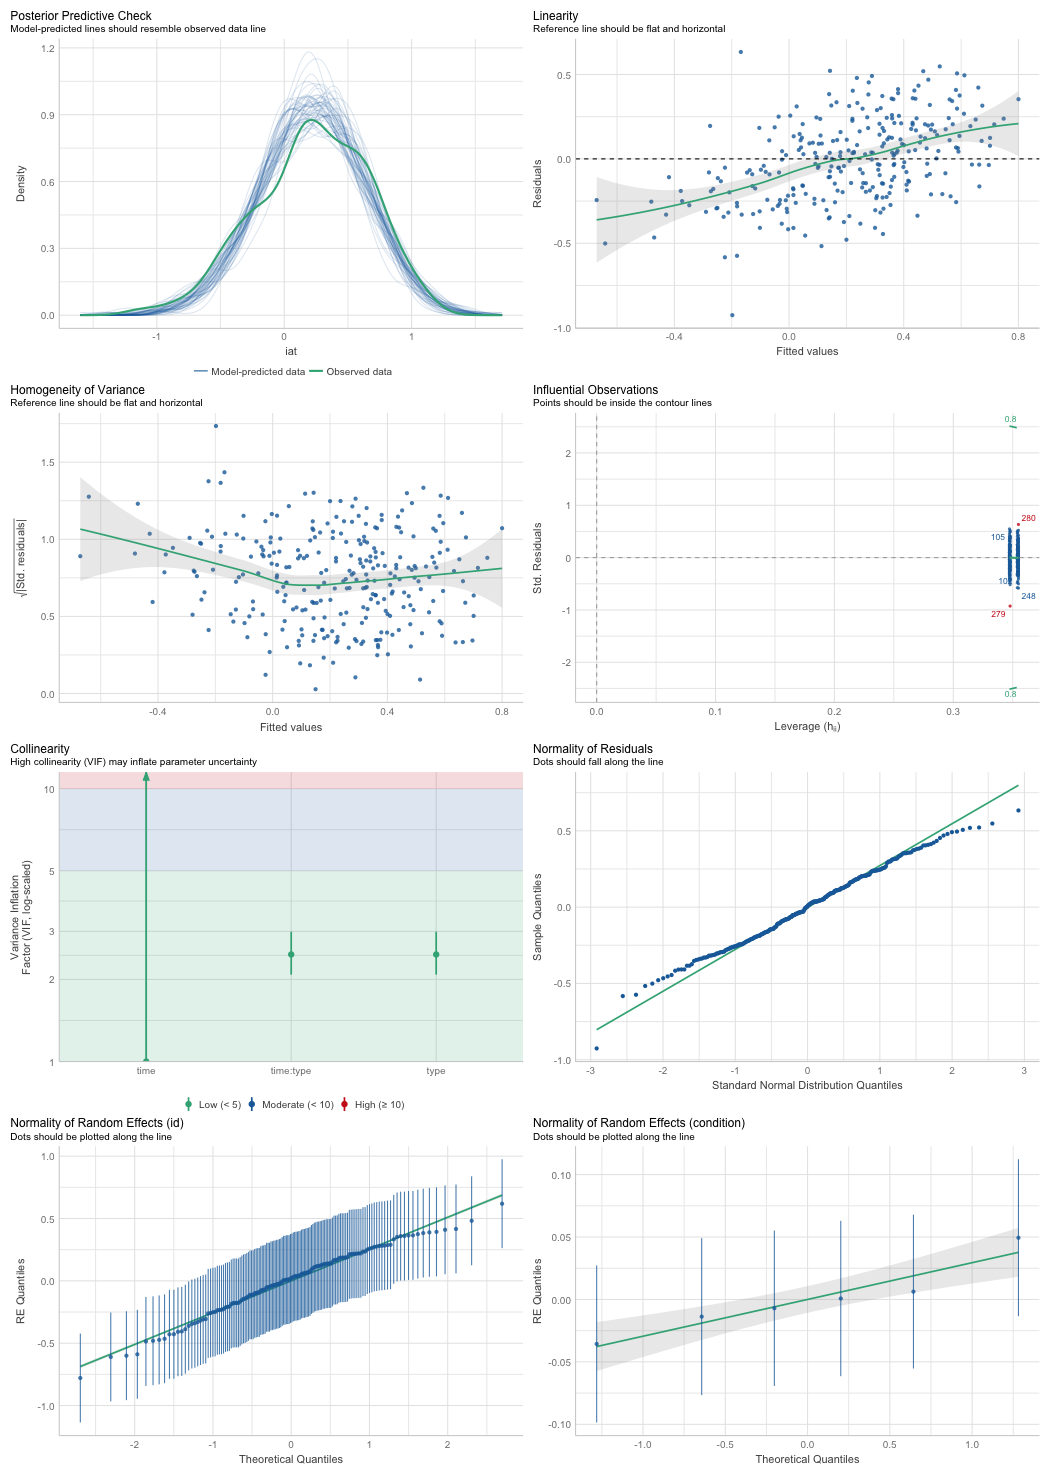 Posterior Predictive Check
Model-predicted lines should resemble observed data line
1.2
0.9
0.6
0.3
0.0
Density
-1
0
1
iat
Model-predicted data
Observed data
Linearity
Reference line should be flat and horizontal
0.5
0.0
-0.5
-1.0
Residuals
-0.4
0.0
0.4
0.8
Fitted values
Homogeneity of Variance
Reference line should be flat and horizontal
1.5
1.0
0.5
0.0
√|Std. residuals|
-0.4
0.0
0.4
0.8
Fitted values
Influential Observations
Points should be inside the contour lines
2
1
0
-1
-2
Std. Residuals
0.8
280
105
248
279
0.8
0.0
0.1
0.2
0.3
Leverage (hᵢᵢ)
Collinearity
High collinearity (VIF) may inflate parameter uncertainty
10
5
3
2
1
Variance Inflation
Factor (VIF, log-scaled)
time
time:type
type
Low (< 5)
Moderate (< 10)
High (≥ 10)
Normality of Residuals
Dots should fall along the line
0.5
0.0
-0.5
-1.0
Sample Quantiles
-3
-2
-1
0
1
2
3
Standard Normal Distribution Quantiles
Normality of Random Effects (id)
Dots should be plotted along the line
1.0
0.5
0.0
-0.5
-1.0
RE Quantiles
-2
-1
0
1
2
Theoretical Quantiles
Normality of Random Effects (condition)
Dots should be plotted along the line
0.10
0.05
0.00
-0.05
-0.10
RE Quantiles
-1.0
-0.5
0.0
0.5
1.0
Theoretical Quantiles